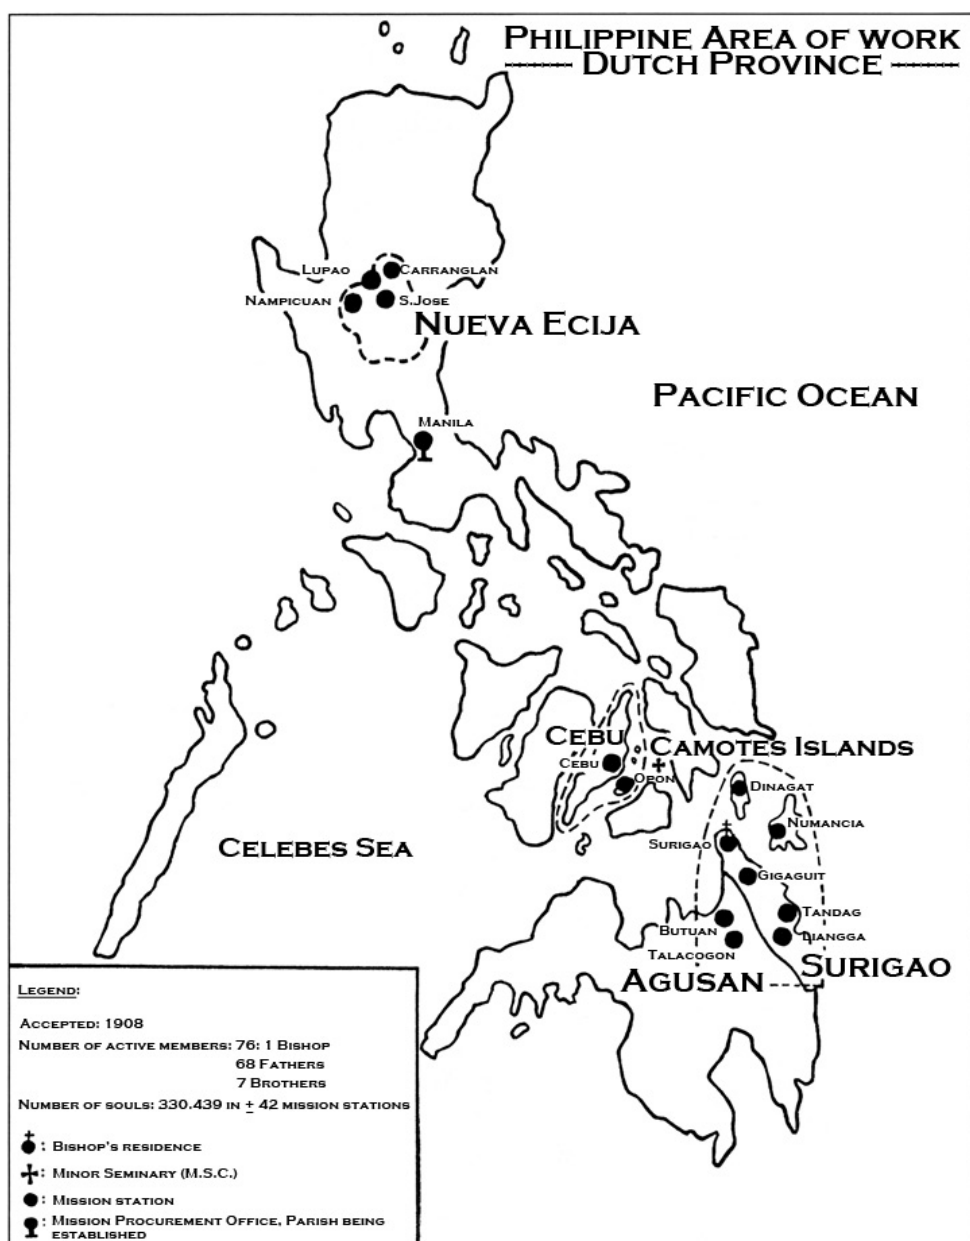 Philippine Area of work
Dutch Province
Lupao
Carranglan
Nampicuan
S.Jose
Nueva Ecija
Pacific Ocean
Manila
Cebu
Camotes Islands
Cebu
Opon
Dinagat
Numancia
Surigao
Celebes Sea
Gigaguit
Tandag
Butuan
Liangga
Talacogon
Agusan
Surigao
Legend:
Accepted: 1908
Number of active members: 76: 1 Bishop
68 Fathers
7 Brothers
Number of souls: 330.439 in ± 42 mission stations
: Bishop's residence
: Minor Seminary (M.S.C.)
: Mission station
: Mission Procurement Office, Parish being
established